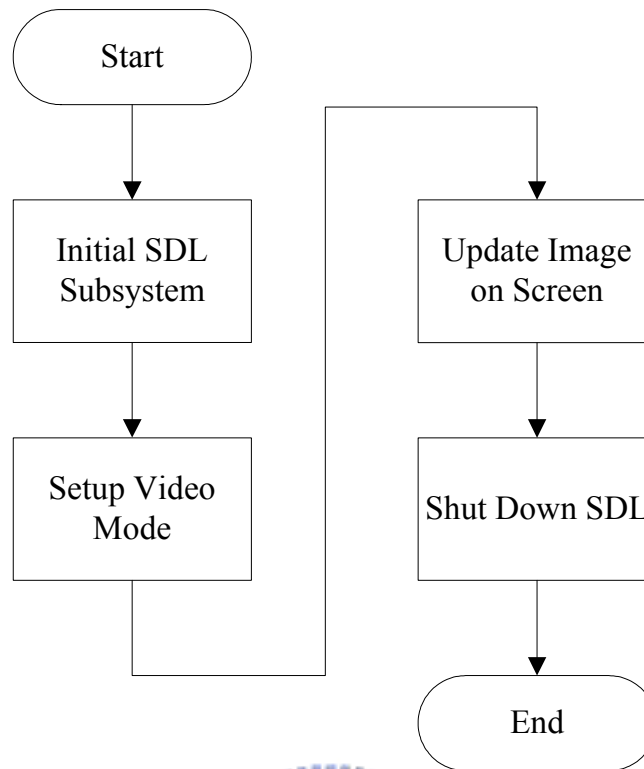 Start
Initial SDL
Subsystem
Setup Video
Mode
Update Image
on Screen
Shut Down SDL
End